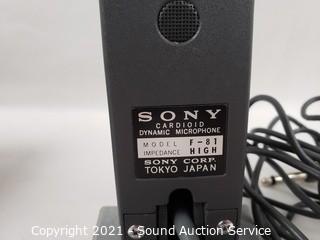 SONY
CARDIOID
DYNAMIC MICROPHONE
MODEL F-81
IMPEDANCE HIGH
SONY CORP.
TOKYO JAPAN
Copyright © 2021 - Sound Auction Service